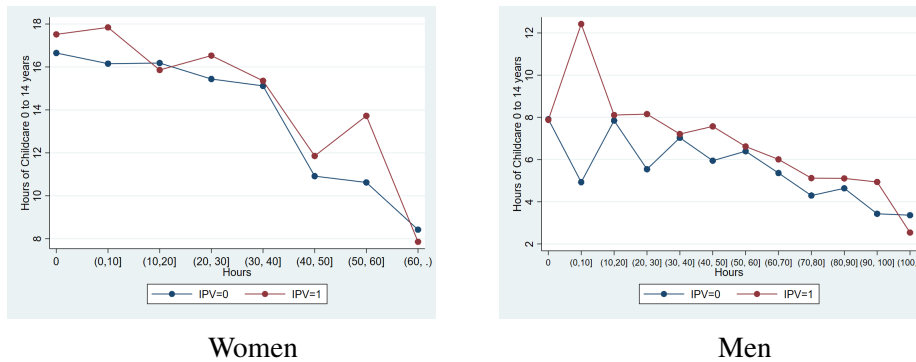 Hours of Childcare 0 to 14 years
18
16
14
12
10
8
0 (0,10] (10,20] (20, 30] (30, 40] (40, 50] (50, 60] (60, .)
Hours
IPV=0 IPV=1
Women
Hours of Childcare 0 to 14 years
12
10
8
6
4
2
0 (0,10] (10,20] (20, 30] (30, 40] (40, 50] (50, 60] (60,70] (70,80] (80,90] (90, 100] (100,
Hours
IPV=0 IPV=1
Men